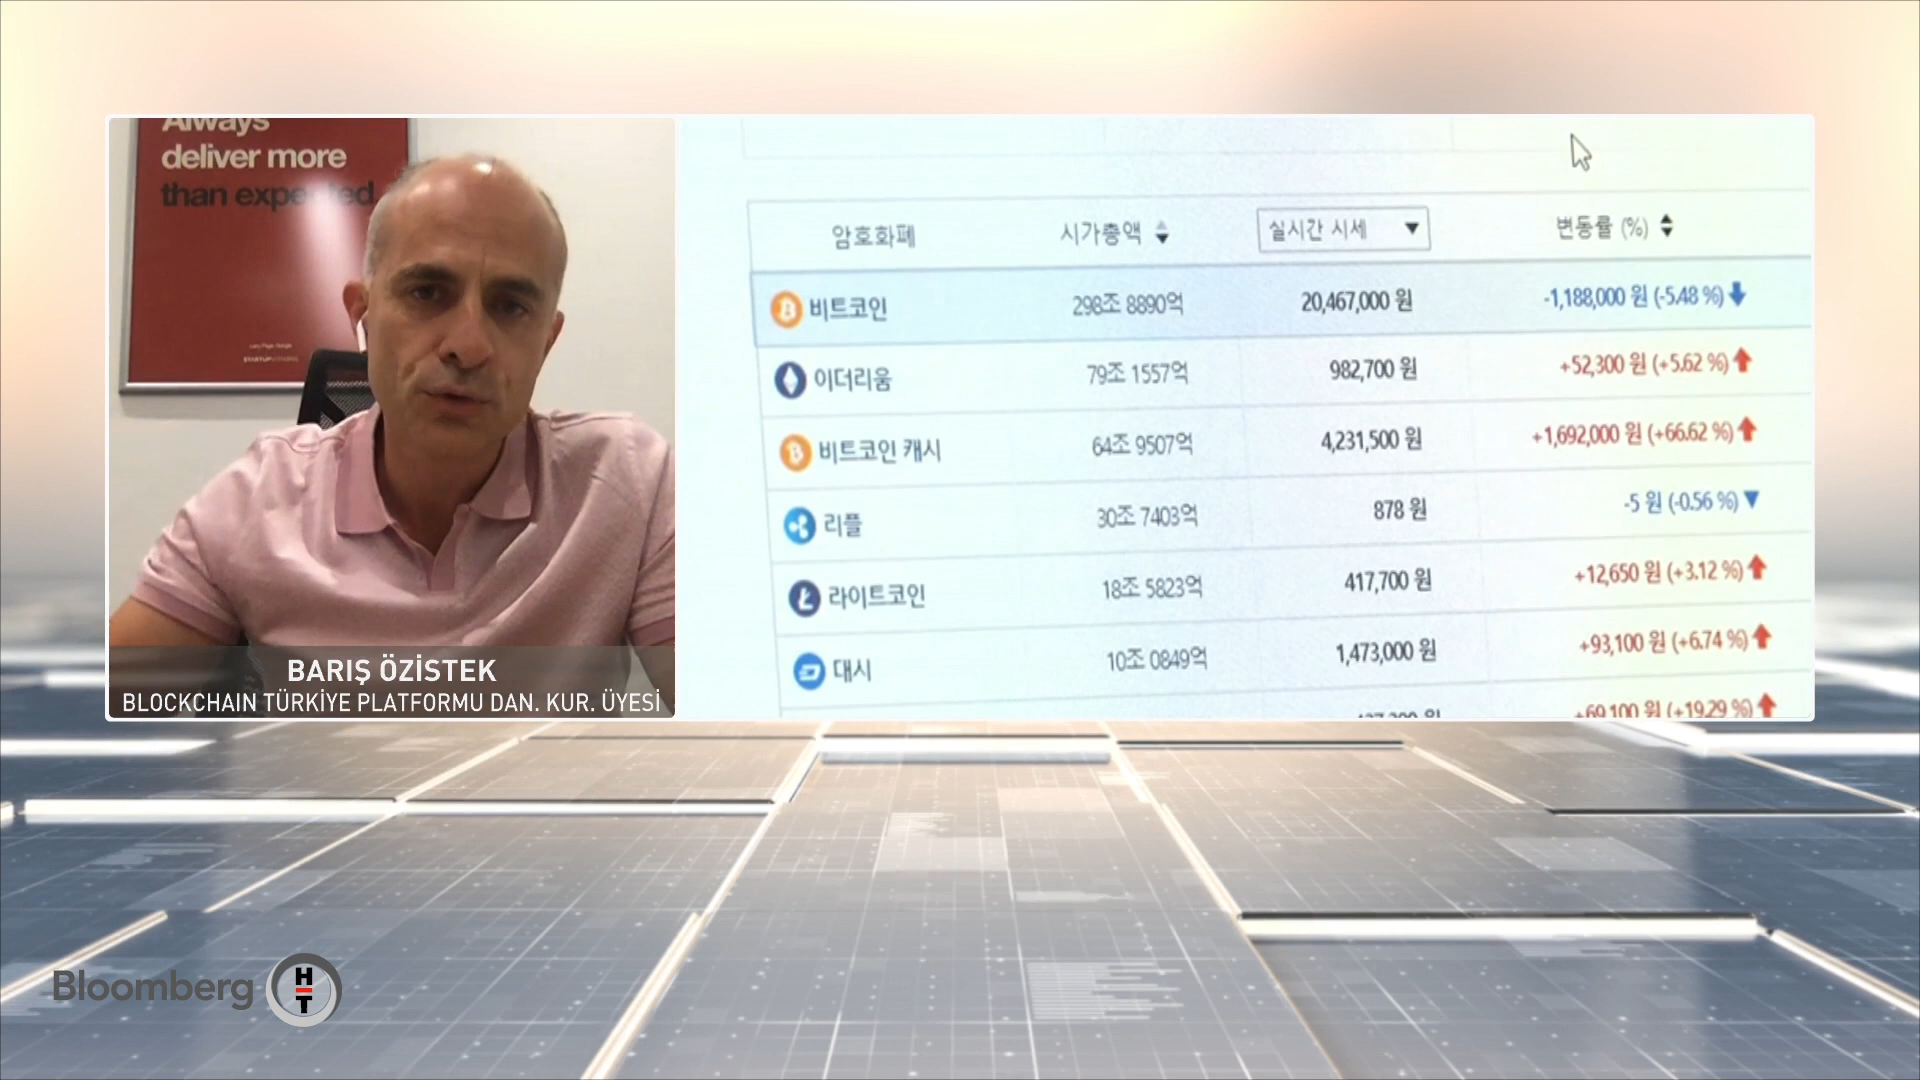 Always
deliver more
than expected.
BARIŞ ÖZİSTEK
BLOCKCHAIN TÜRKİYE PLATFORMU DAN. KUR. ÜYESİ
암호화폐 시가총액 실시간 시세 변동률 (%)
비트코인 298조 8890억 20,467,000 원 -1,188,000 원 (-5.48 %)
이더리움 79조 1557억 982,700 원 +52,300 원 (+5.62 %)
비트코인 캐시 64조 9507억 4,231,500 원 +1,692,000 원 (+66.62 %)
리플 30조 7403억 878 원 -5 원 (-0.56 %)
라이트코인 18조 5823억 417,700 원 +12,650 원 (+3.12 %)
대시 10조 0849억 1,473,000 원 +93,100 원 (+6.74 %)
+69,100 원 (+19.29 %)
Bloomberg HT